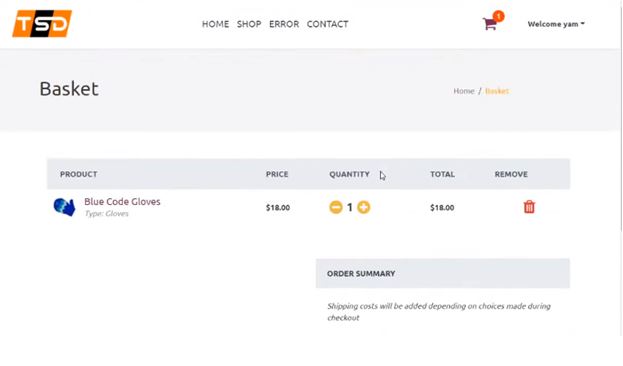 TSD
HOME SHOP ERROR CONTACT
1
Welcome yam
Basket
Home / Basket
PRODUCT PRICE QUANTITY TOTAL REMOVE
Blue Code Gloves
Type: Gloves
$18.00 1 $18.00
ORDER SUMMARY
Shipping costs will be added depending on choices made during
checkout